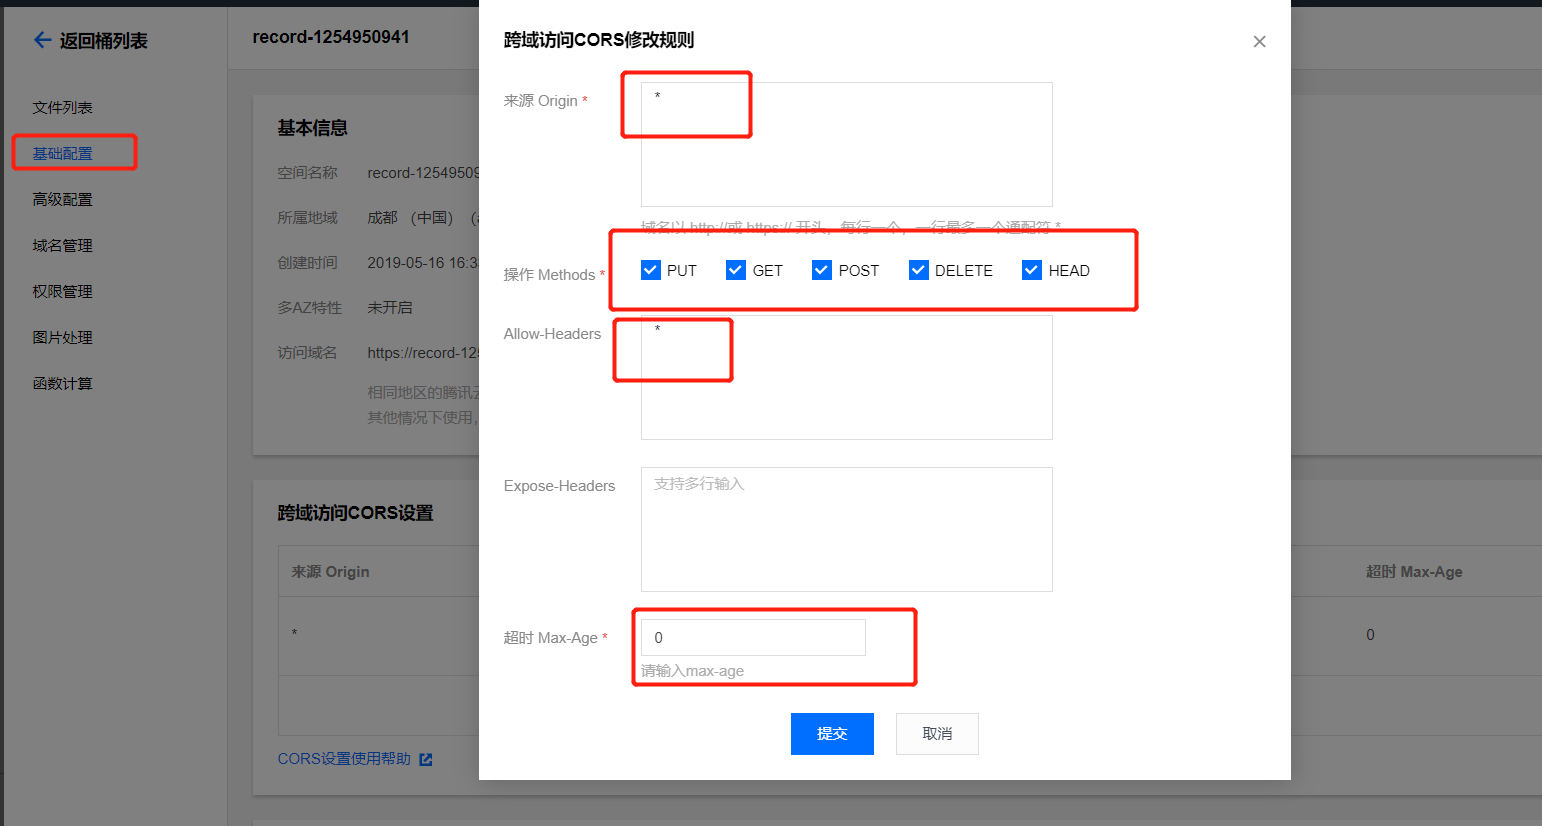 返回桶列表
文件列表
基础配置
高级配置
域名管理
权限管理
图片处理
函数计算
record-1254950941
基本信息
空间名称 record-1254950
所属地域 成都 （中国）（
创建时间 2019-05-16 16:3
多AZ特性 未开启
访问域名 https://record-12
相同地区的腾讯
其他情况下使用，
跨域访问CORS设置
来源 Origin
超时 Max-Age
*
0
CORS设置使用帮助
跨域访问CORS修改规则
来源 Origin *
*
域名以 http://或 https:// 开头，每行一个，一行最多一个通配符 *
操作 Methods *
PUT GET POST DELETE HEAD
Allow-Headers
*
Expose-Headers
支持多行输入
超时 Max-Age *
0
请输入max-age
提交 取消